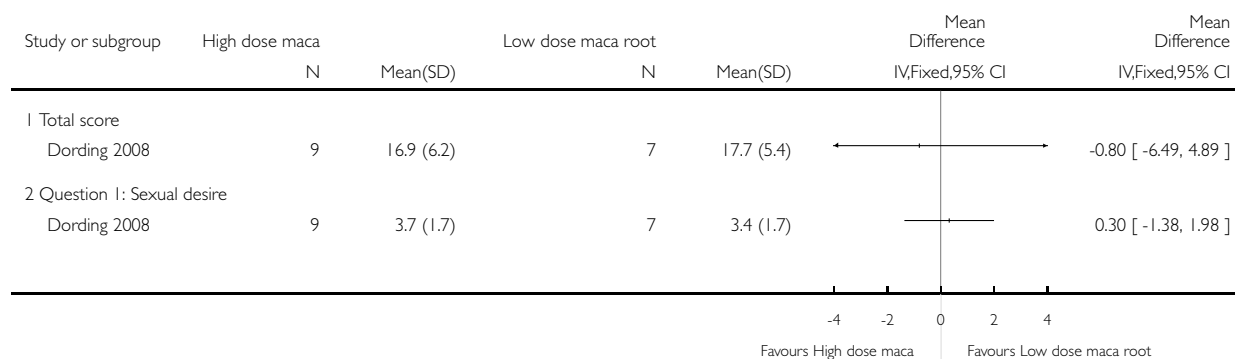 Study or subgroup High dose maca Low dose maca root Mean Difference Mean Difference
N Mean(SD) N Mean(SD) IV,Fixed,95% CI IV,Fixed,95% CI
1 Total score
Dording 2008 9 16.9 (6.2) 7 17.7 (5.4) -0.80 [ -6.49, 4.89 ]
2 Question 1: Sexual desire
Dording 2008 9 3.7 (1.7) 7 3.4 (1.7) 0.30 [ -1.38, 1.98 ]
-4 -2 0 2 4
Favours High dose maca Favours Low dose maca root